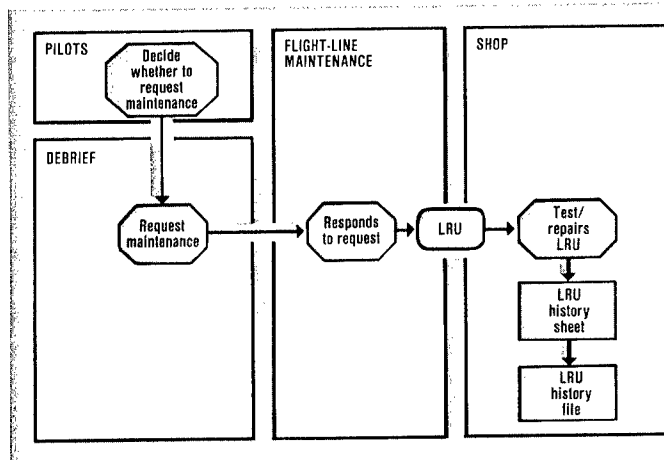 PILOTS
Decide
whether to
request
maintenance
FLIGHT-LINE
MAINTENANCE
SHOP
DEBRIEF
Request
maintenance
Responds
to request
LRU
Test/
repairs
LRU
LRU
history
sheet
LRU
history
file